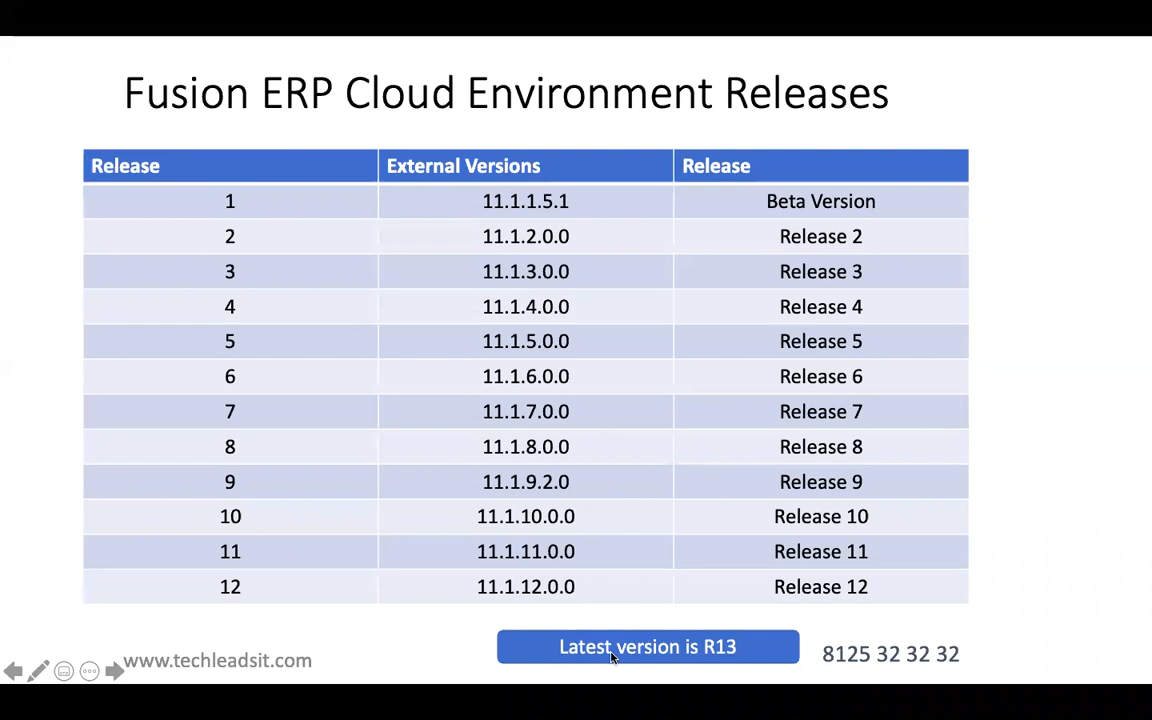 Fusion ERP Cloud Environment Releases
Release External Versions Release
1 11.1.1.5.1 Beta Version
2 11.1.2.0.0 Release 2
3 11.1.3.0.0 Release 3
4 11.1.4.0.0 Release 4
5 11.1.5.0.0 Release 5
6 11.1.6.0.0 Release 6
7 11.1.7.0.0 Release 7
8 11.1.8.0.0 Release 8
9 11.1.9.2.0 Release 9
10 11.1.10.0.0 Release 10
11 11.1.11.0.0 Release 11
12 11.1.12.0.0 Release 12
Latest version is R13
www.techleadsit.com
8125 32 32 32